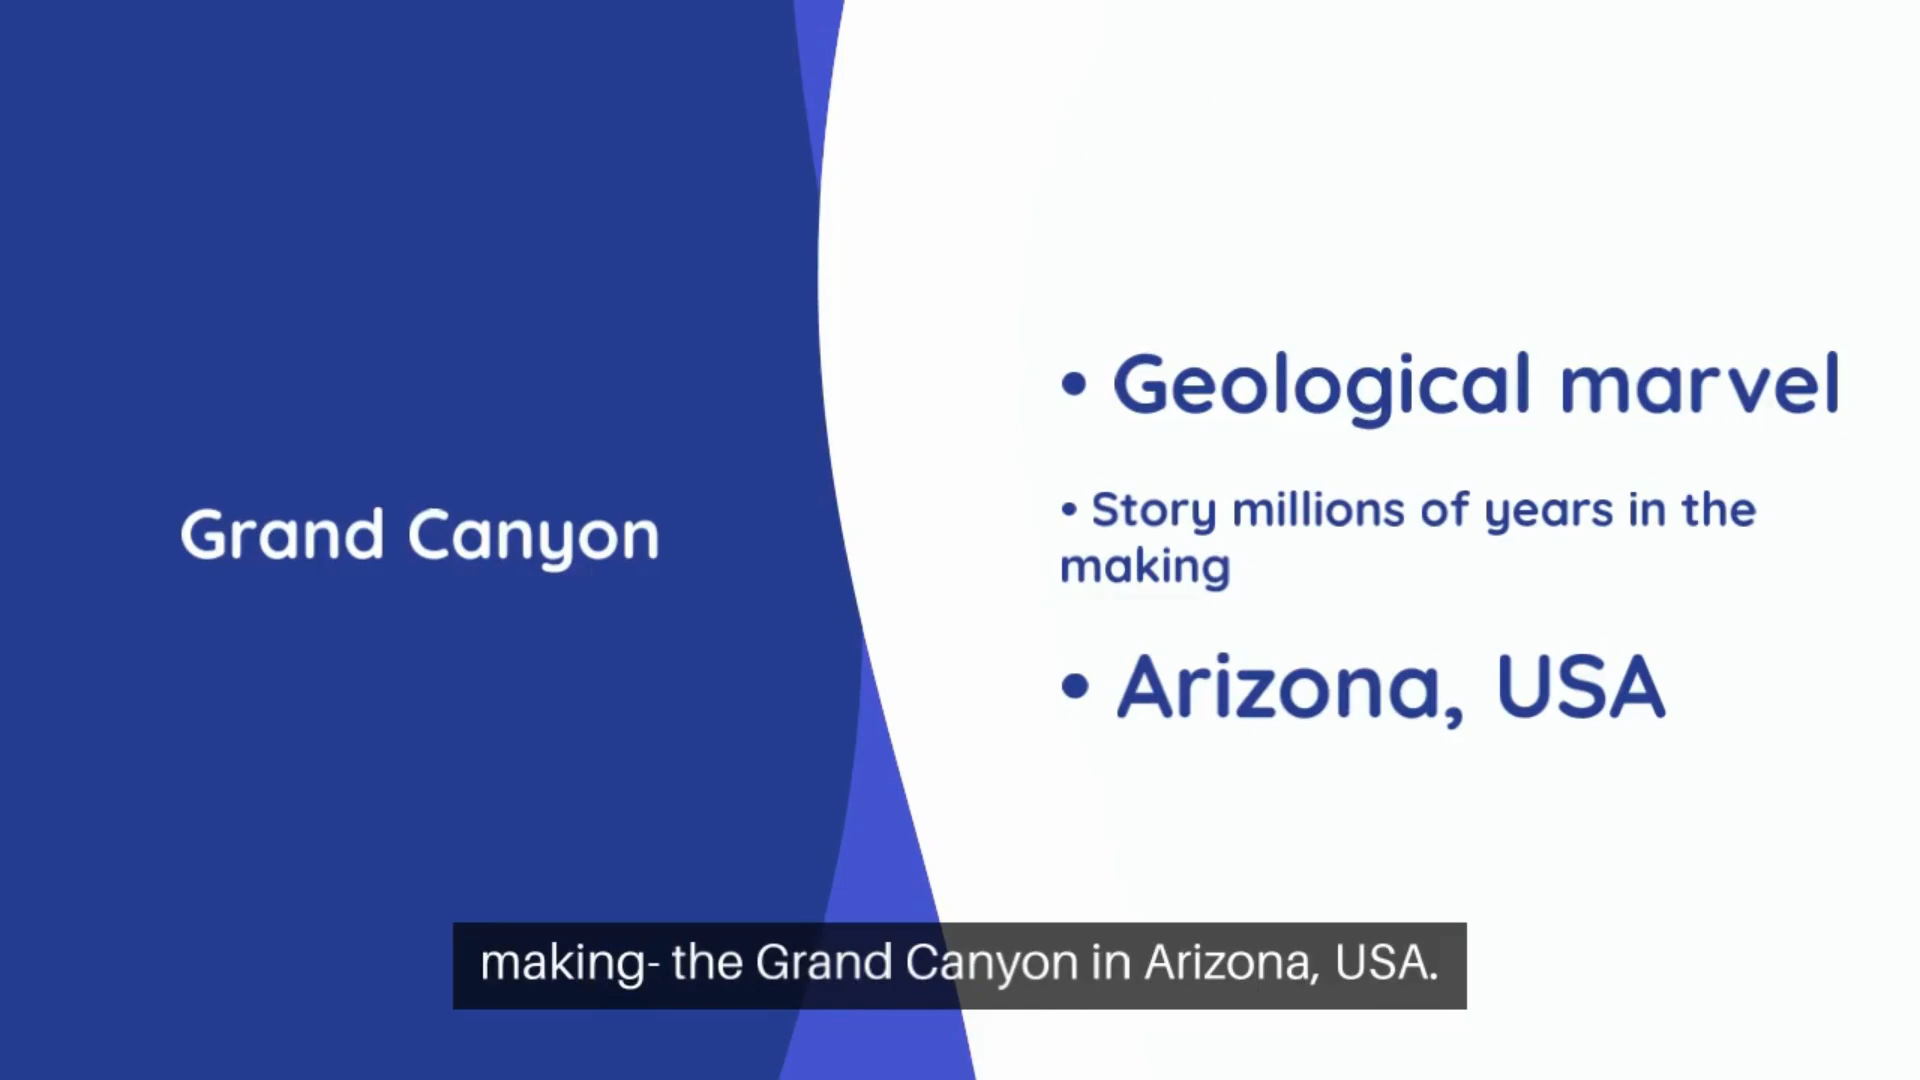 Grand Canyon
• Geological marvel
• Story millions of years in the
making
• Arizona, USA
making- the Grand Canyon in Arizona, USA.